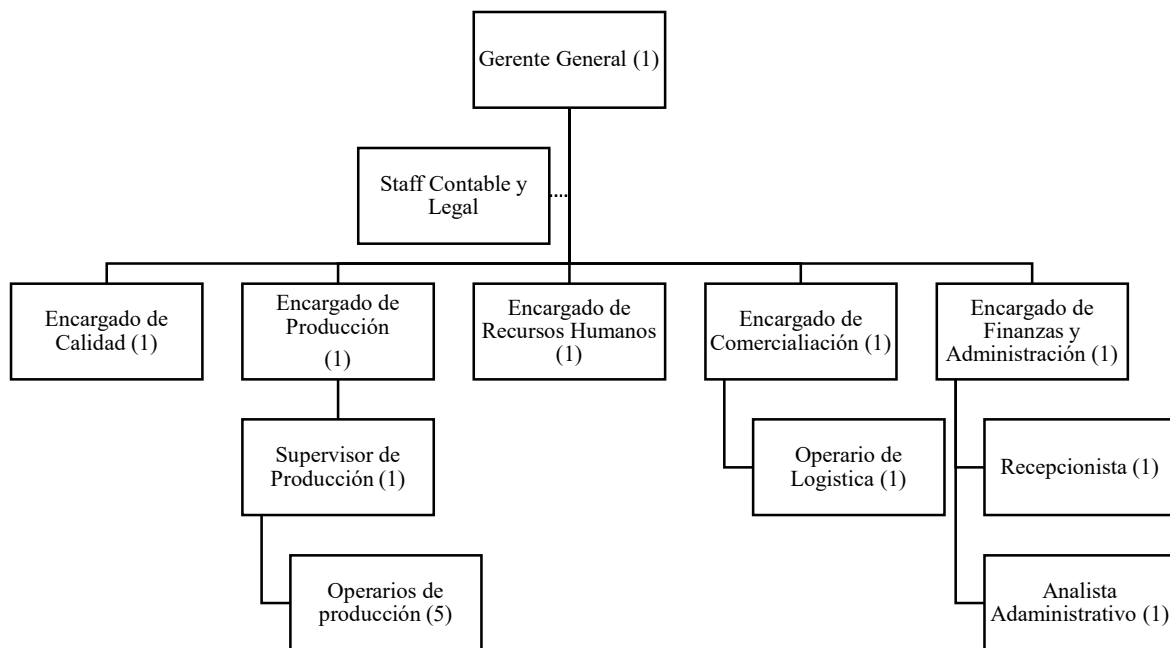 Gerente General (1)
Staff Contable y
Legal
Encargado de
Calidad (1)
Encargado de
Producción
(1)
Encargado de
Recursos Humanos
(1)
Encargado de
Comercialiación (1)
Encargado de
Finanzas y
Administración (1)
Supervisor de
Producción (1)
Operario de
Logistica (1)
Recepcionista (1)
Operarios de
producción (5)
Analista
Adaministrativo (1)